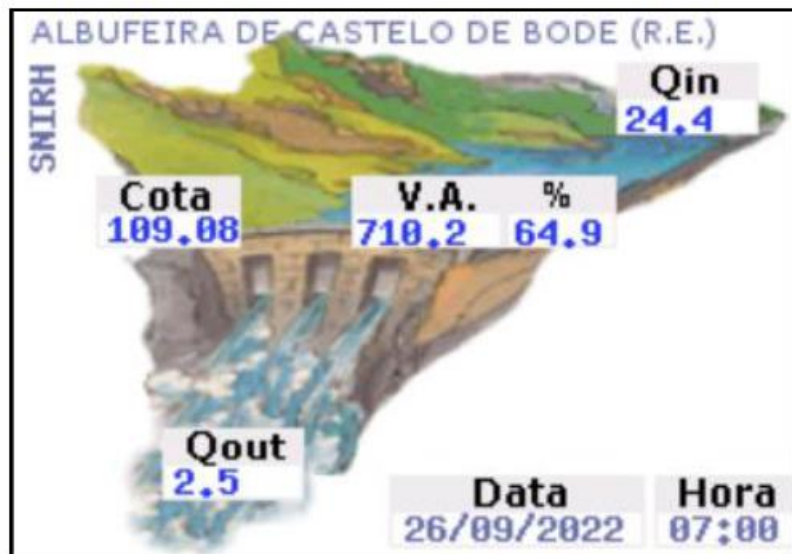 ALBUFEIRA DE CASTELO DE BODE (R.E.)
SNIRH
Qin
24.4
Cota V.A. %
109.08 710.2 64.9
Qout
2.5
Data Hora
26/09/2022 07:00